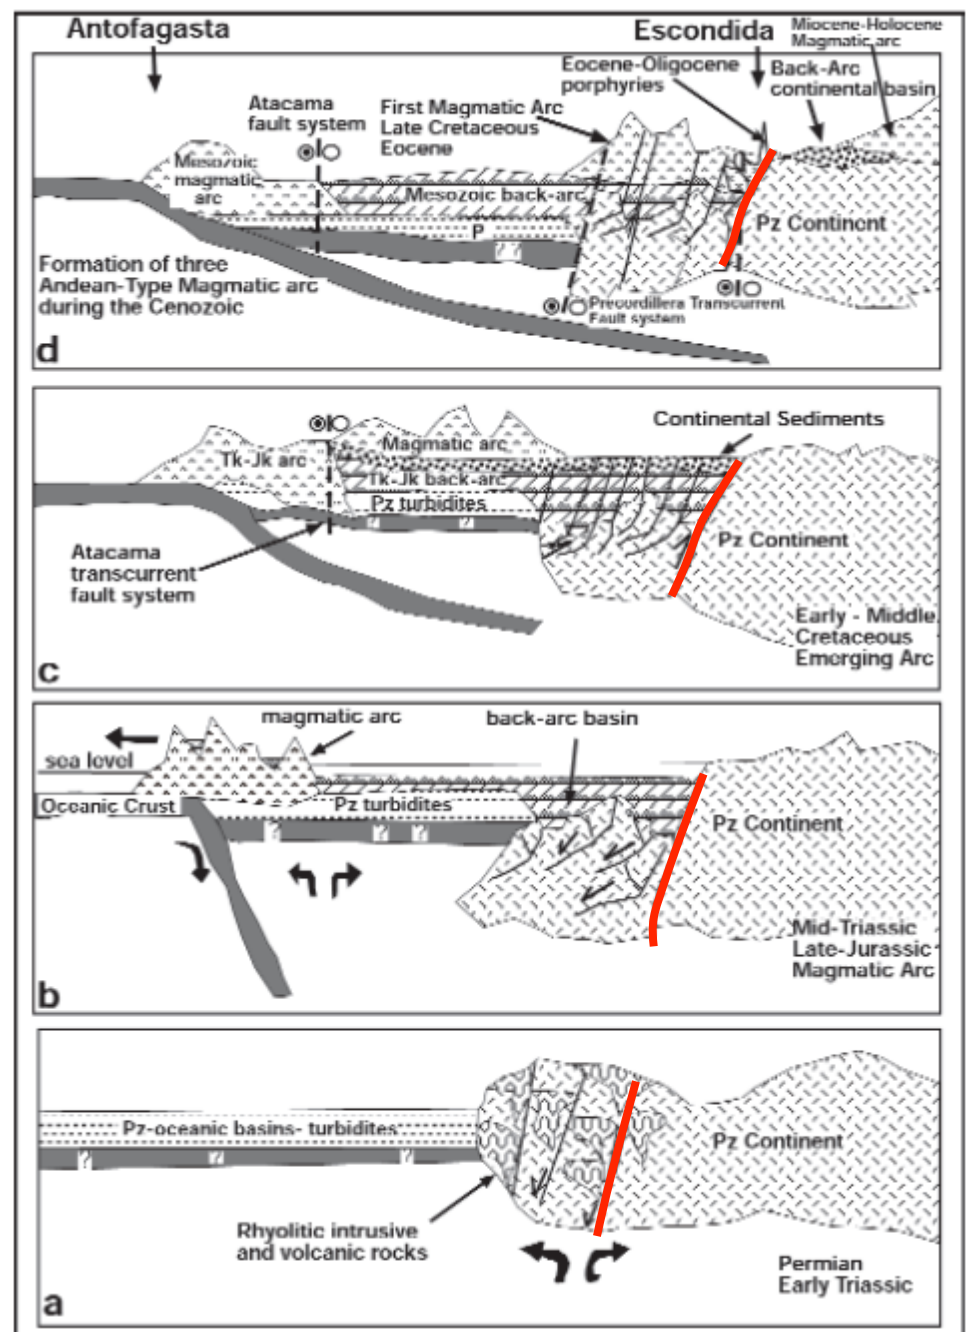 Antofagasta
Escondida
Miocene-Holocene
Magmatic arc
Eocene-Oligocene
porphyries
Back-Arc
continental basin
Atacama
fault system
First Magmatic Arc
Late Cretaceous
Eocene
Mesozoic
magmatic
arc
Mesozoic back-arc
P
? ?
Pz Continent
Formation of three
Andean-Type Magmatic arc
during the Cenozoic
Precordillera Transcurrent
Fault system
d
Continental Sediments
Magmatic arc
Tk-Jk arc
Tk-Jk back-arc
Pz turbidites
? ?
Pz Continent
Atacama
transcurrent
fault system
Early - Middle
Cretaceous
Emerging Arc
c
magmatic arc
back-arc basin
sea level
Oceanic Crust
Pz turbidites
? ? ?
Pz Continent
Mid-Triassic
Late-Jurassic
Magmatic Arc
b
Pz-oceanic basins- turbidites
? ? ?
Pz Continent
Rhyolitic intrusive
and volcanic rocks
Permian
Early Triassic
a